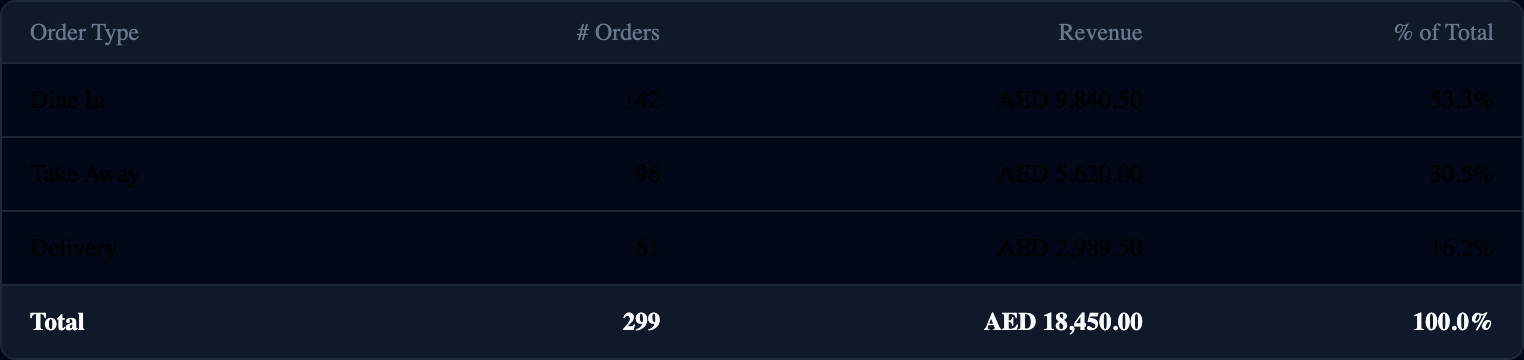 Order Type # Orders Revenue % of Total
Dine In 142 AED 9,840.50 53.3%
Take Away 96 AED 5,620.00 30.5%
Delivery 61 AED 2,989.50 16.2%
Total 299 AED 18,450.00 100.0%